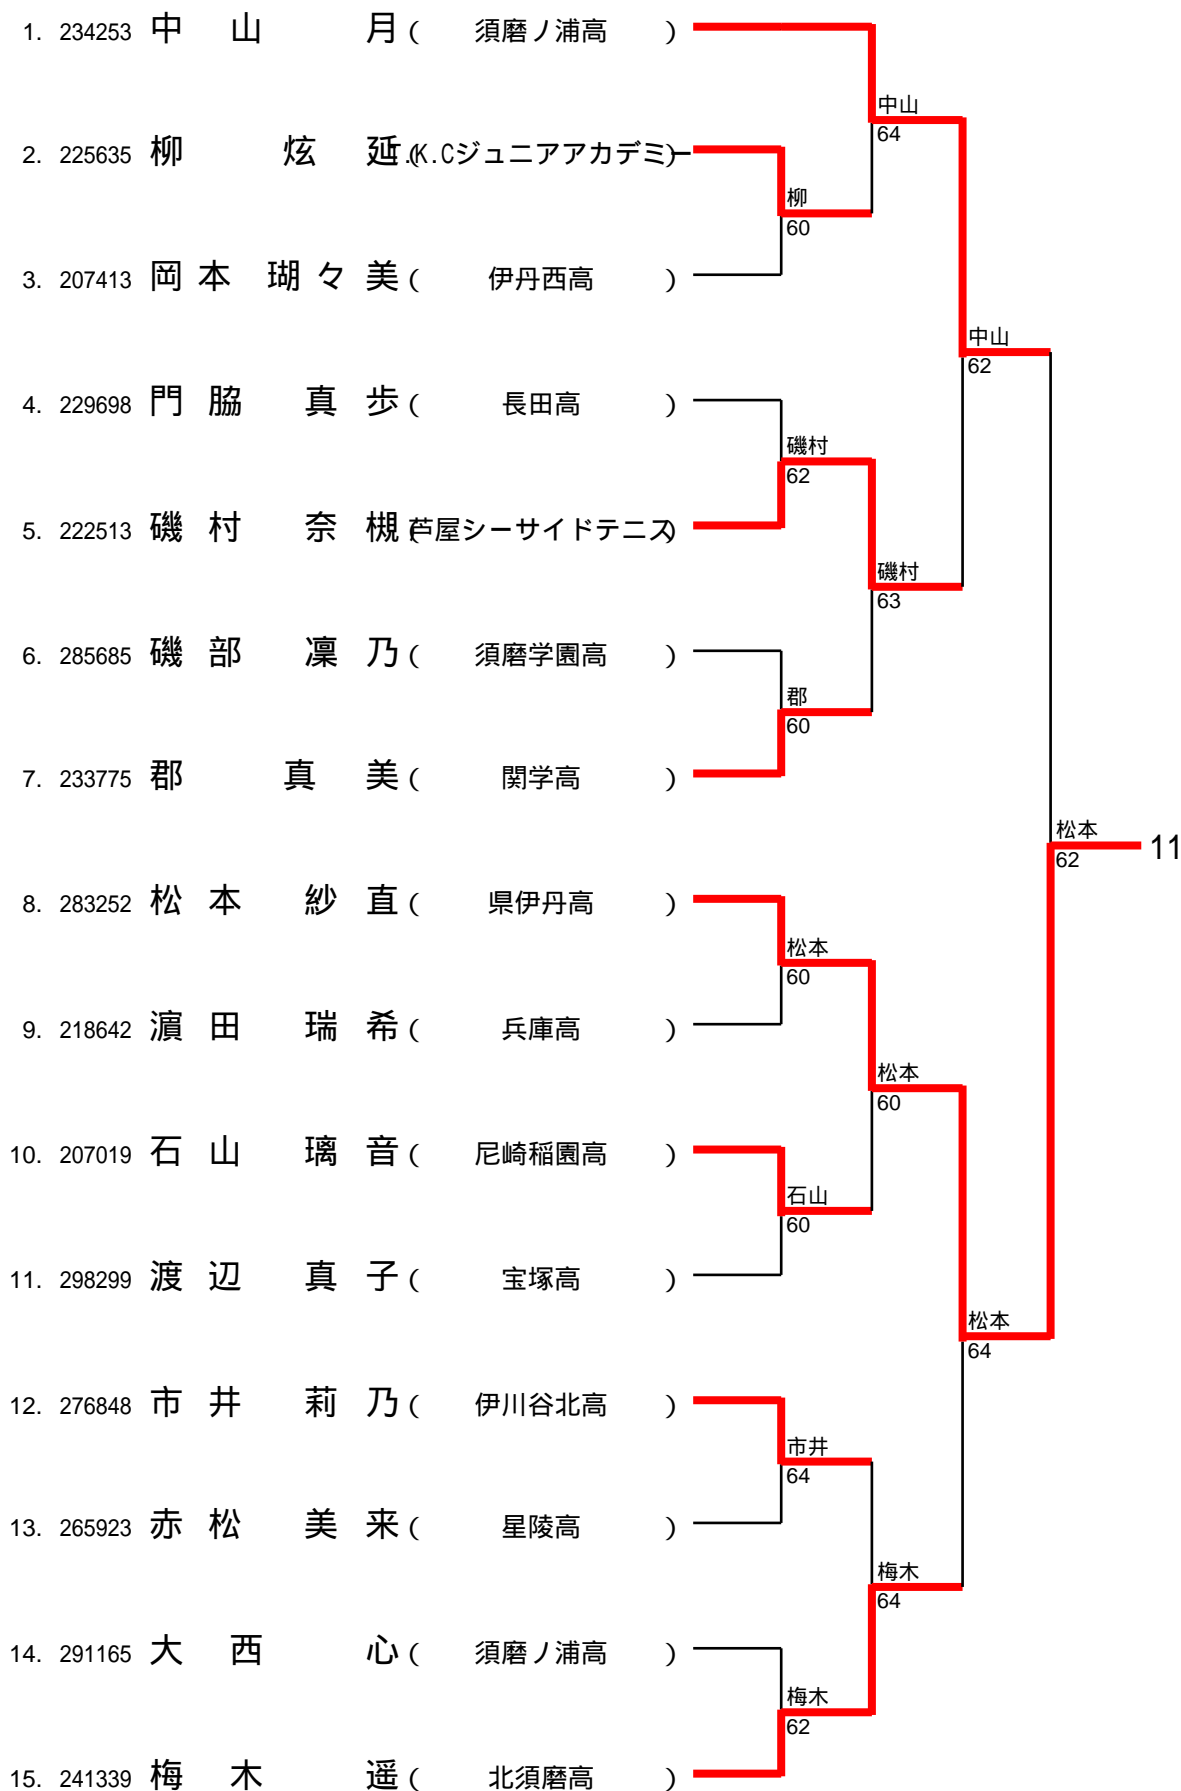 1. 234253 中 山 月 ( 須磨ノ浦高 )
中山
64
2. 225635 柳 炫 延 (T.K.Cジュニアアカデミー)
柳
60
3. 207413 岡 本 瑚 々 美 ( 伊丹西高 )
中山
62
4. 229698 門 脇 真 歩 ( 長田高 )
磯村
62
5. 222513 磯 村 奈 槻 (芦屋シーサイドテニス)
磯村
63
6. 285685 磯 部 凜 乃 ( 須磨学園高 )
郡
60
7. 233775 郡 真 美 ( 関学高 )
松本
62
11
8. 283252 松 本 紗 直 ( 県伊丹高 )
松本
60
9. 218642 濵 田 瑞 希 ( 兵庫高 )
松本
60
10. 207019 石 山 璃 音 ( 尼崎稲園高 )
石山
60
11. 298299 渡 辺 真 子 ( 宝塚高 )
松本
64
12. 276848 市 井 莉 乃 ( 伊川谷北高 )
市井
64
13. 265923 赤 松 美 来 ( 星陵高 )
梅木
64
14. 291165 大 西 心 ( 須磨ノ浦高 )
梅木
62
15. 241339 梅 木 遥 ( 北須磨高 )